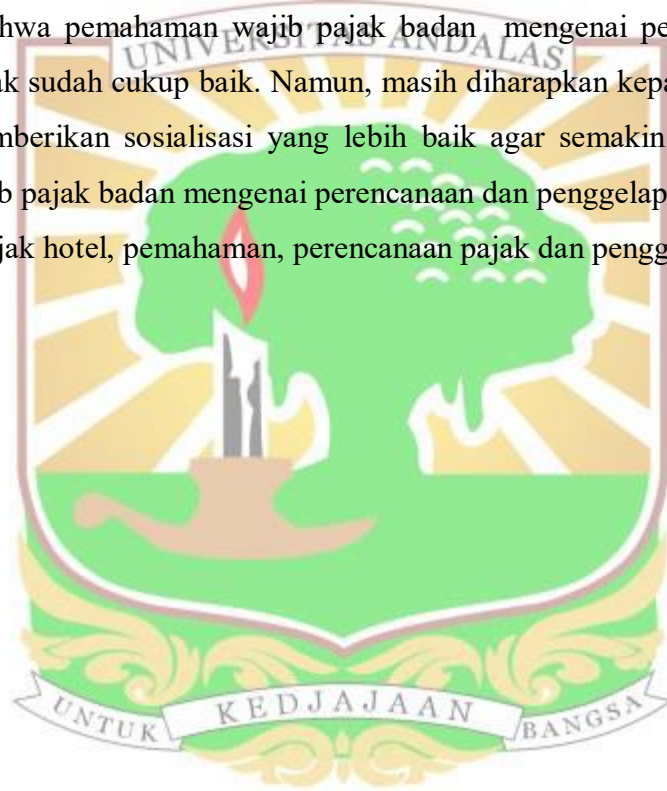 hwa pemahaman wajib pajak badan mengenai pe
UNIVERSITAS ANDALAS
ak sudah cukup baik. Namun, masih diharapkan kepa
mberikan sosialisasi yang lebih baik agar semakin
b pajak badan mengenai perencanaan dan penggelap
jak hotel, pemahaman, perencanaan pajak dan pengg
UNTUK KEDJAJAAN BANGSA